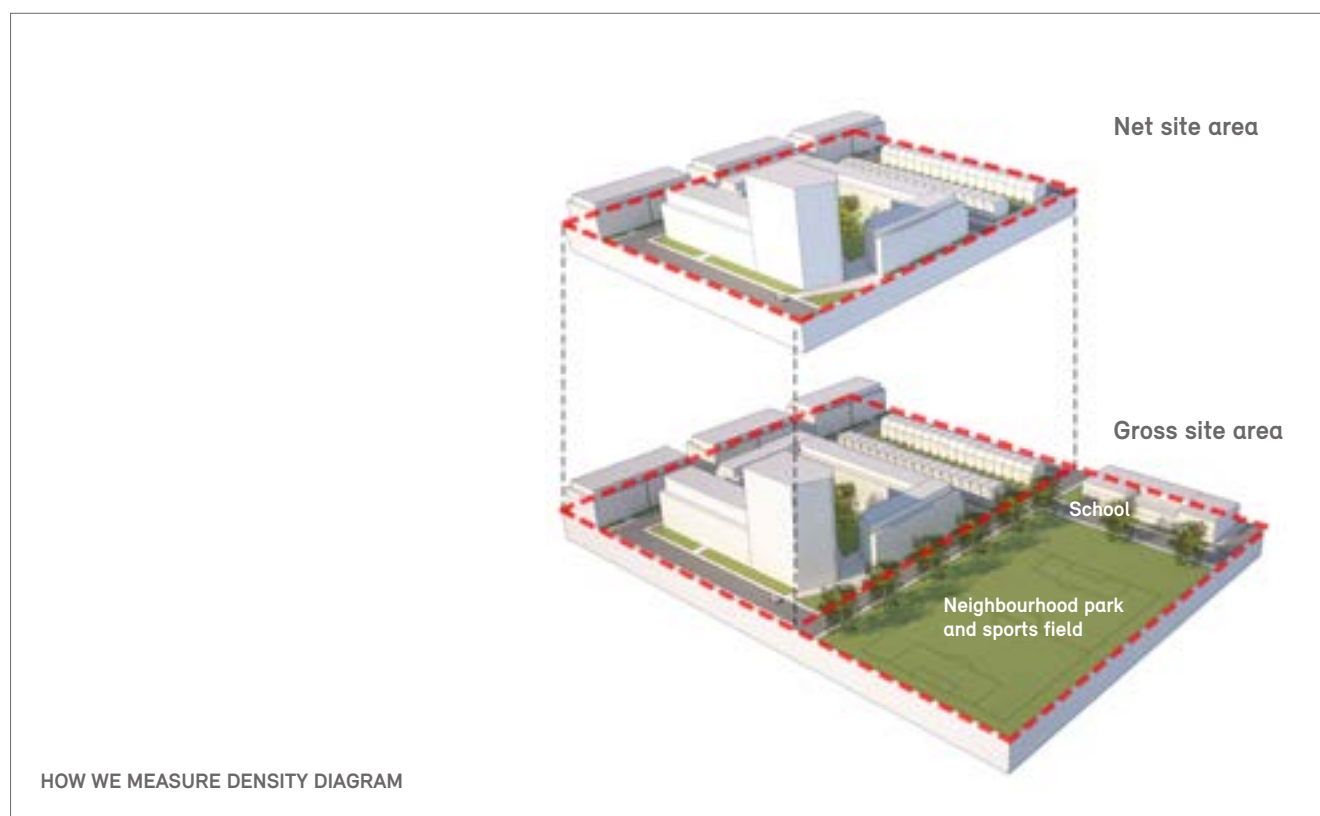 Net site area
Gross site area
School
Neighbourhood park
and sports field
HOW WE MEASURE DENSITY DIAGRAM